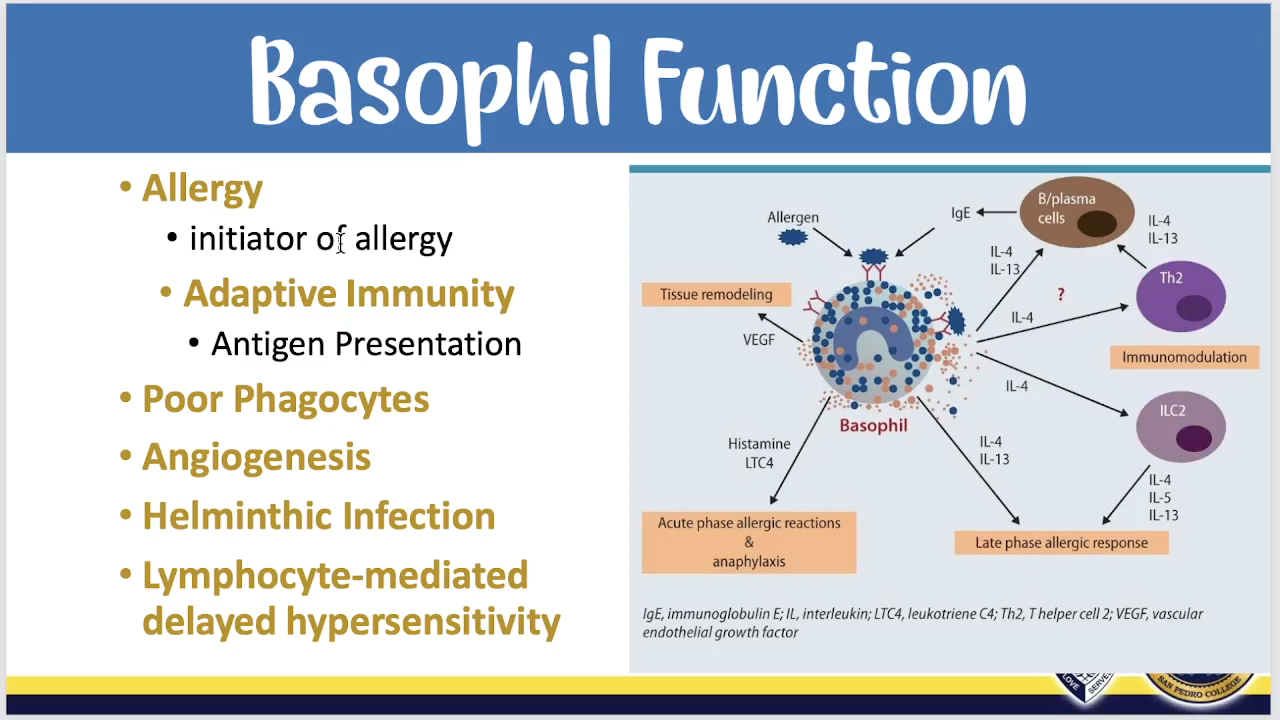 Basophil Function
• Allergy
• initiator of allergy
• Adaptive Immunity
• Antigen Presentation
• Poor Phagocytes
• Angiogenesis
• Helminthic Infection
• Lymphocyte-mediated
delayed hypersensitivity
Allergen
IgE
B/plasma
cells
IL-4
IL-13
IL-4
IL-13
Th2
?
Tissue remodeling
IL-4
VEGF
Immunomodulation
IL-4
ILC2
Basophil
Histamine
LTC4
IL-4
IL-13
IL-4
IL-5
IL-13
Acute phase allergic reactions
&
anaphylaxis
Late phase allergic response
IgE, immunoglobulin E; IL, interleukin; LTC4, leukotriene C4; Th2, T helper cell 2; VEGF, vascular
endothelial growth factor
LOVE
SERVE
SAN PEDRO COLLEGE